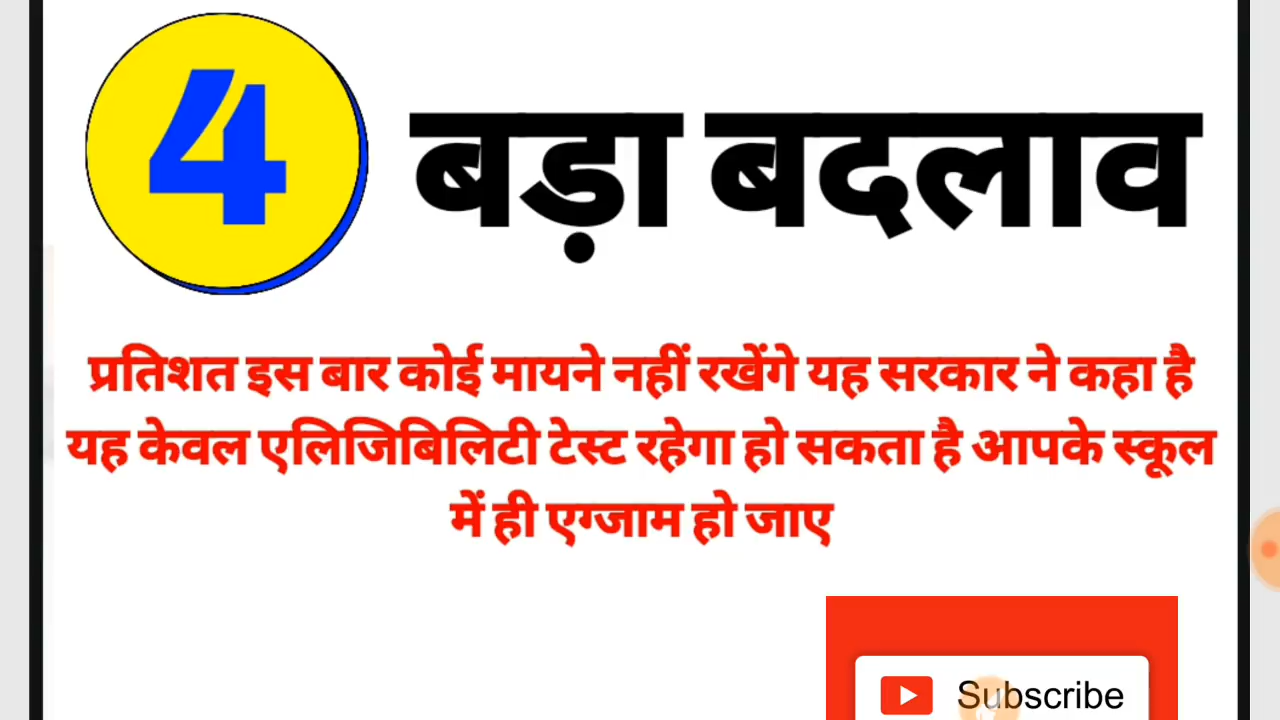 4 बड़ा बदलाव
प्रतिशत इस बार कोई मायने नहीं रखेंगे यह सरकार ने कहा है
यह केवल एलिजिबिलिटी टेस्ट रहेगा हो सकता है आपके स्कूल
में ही एग्जाम हो जाए
Subscribe